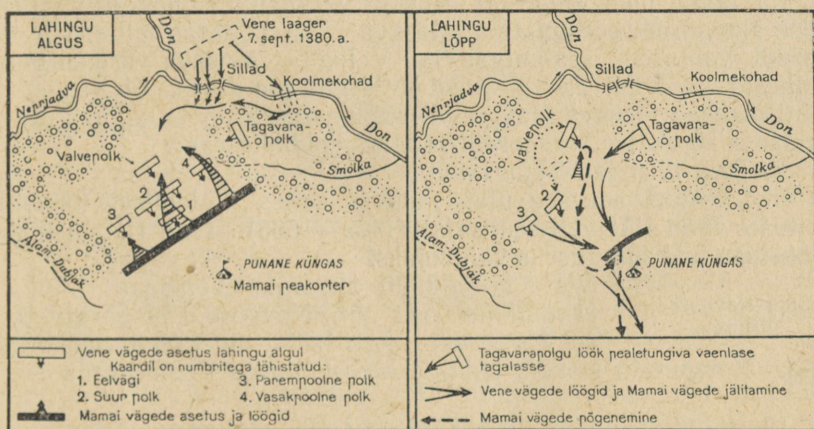 LAHINGU
ALGUS
Don
Vene laager
7. sept. 1380.a.
Sillad
Koolmekohad
Neprjadva
Don
Tagavara-
polk
Valvepolk
Smolka
4
2
1
3
Alam-Dubjak
PUNANE KÜNGAS
Mamai peakorter
Vene vägede asetus lahingu algul
Kaardil on numbritega tähistatud:
1. Eelvägi
3. Parempoolne polk
2. Suur polk
4. Vasakpoolne polk
Mamai vägede asetus ja löögid
LAHINGU
LÕPP
Don
Sillad
Koolmekohad
Neprjadva
Don
Valvepolk
Tagavara-
polk
Smolka
2
3
Alam-Dubjak
PUNANE KÜNGAS
Tagavarapolgu löök pealetungiva vaenlase
tagalasse
Vene vägede löögid ja Mamai vägede jälitamine
Mamai vägede põgenemine